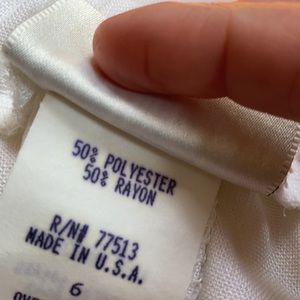 50% POLYESTER
50% RAYON
R/N# 77513
MADE IN U.S.A.
6